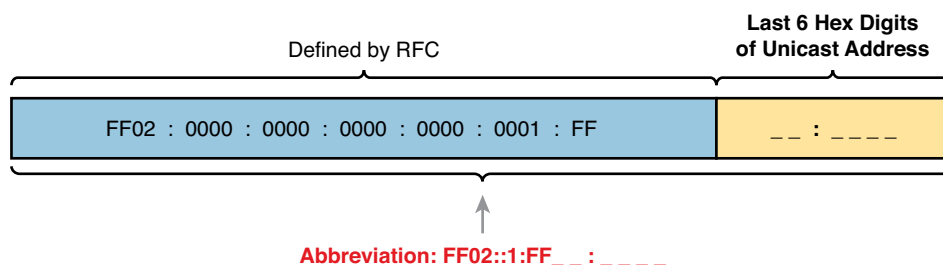 Last 6 Hex Digits
of Unicast Address
Defined by RFC
FF02 : 0000 : 0000 : 0000 : 0000 : 0001 : FF
_ _ : _ _ _ _
Abbreviation: FF02::1:FF_ _ : _ _ _ _